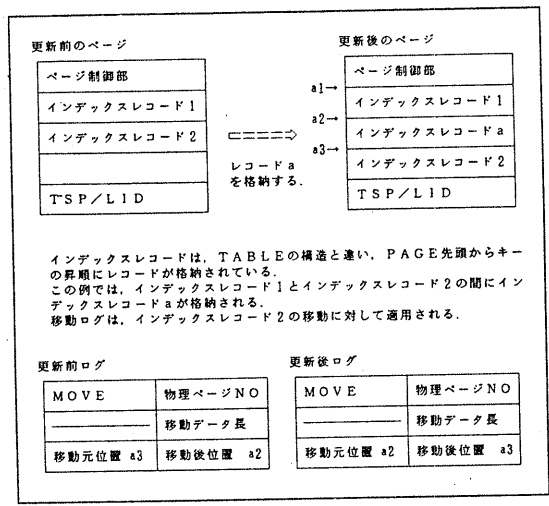 更新前のページ
ページ制御部
インデックスレコード1
インデックスレコード2
TSP/LID
====⇒
レコードa
を格納する.
更新後のページ
a1→
a2→
a3→
ページ制御部
インデックスレコード1
インデックスレコードa
インデックスレコード2
TSP/LID
インデックスレコードは,TABLEの構造と違い,PAGE先頭からキー
の昇順にレコードが格納されている.
この例では,インデックスレコード1とインデックスレコード2の間にイン
デックスレコードaが格納される.
移動ログは,インデックスレコード2の移動に対して適用される.
更新前ログ
MOVE 物理ページNO
移動データ長
移動元位置 a3 移動後位置 a2
更新後ログ
MOVE 物理ページNO
移動データ長
移動元位置 a2 移動後位置 a3